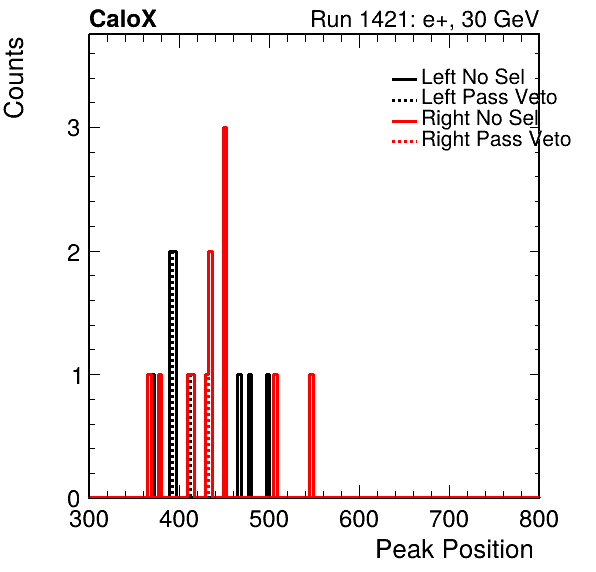 CaloX Run 1421: e+, 30 GeV
Counts
Left No Sel
Left Pass Veto
Right No Sel
Right Pass Veto
3
2
1
0
300 400 500 600 700 800
Peak Position